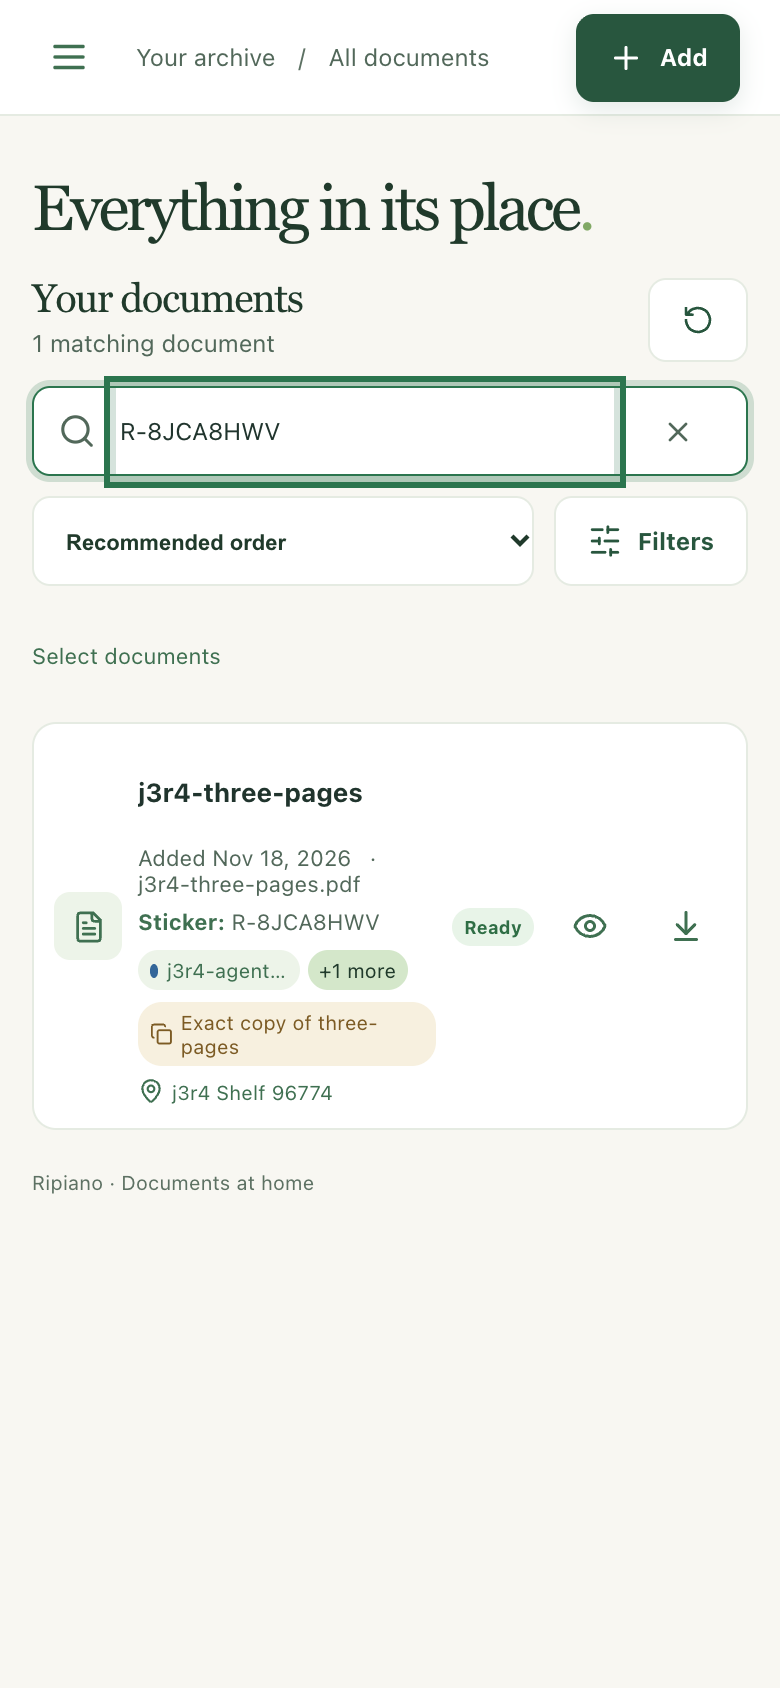 Your archive / All documents
Add
Everything in its place.
Your documents
1 matching document
R-8JCA8HWV
Recommended order
Filters
Select documents
j3r4-three-pages
Added Nov 18, 2026 ·
j3r4-three-pages.pdf
Sticker: R-8JCA8HWV
Ready
j3r4-agent...
+1 more
Exact copy of three-
pages
j3r4 Shelf 96774
Ripiano · Documents at home